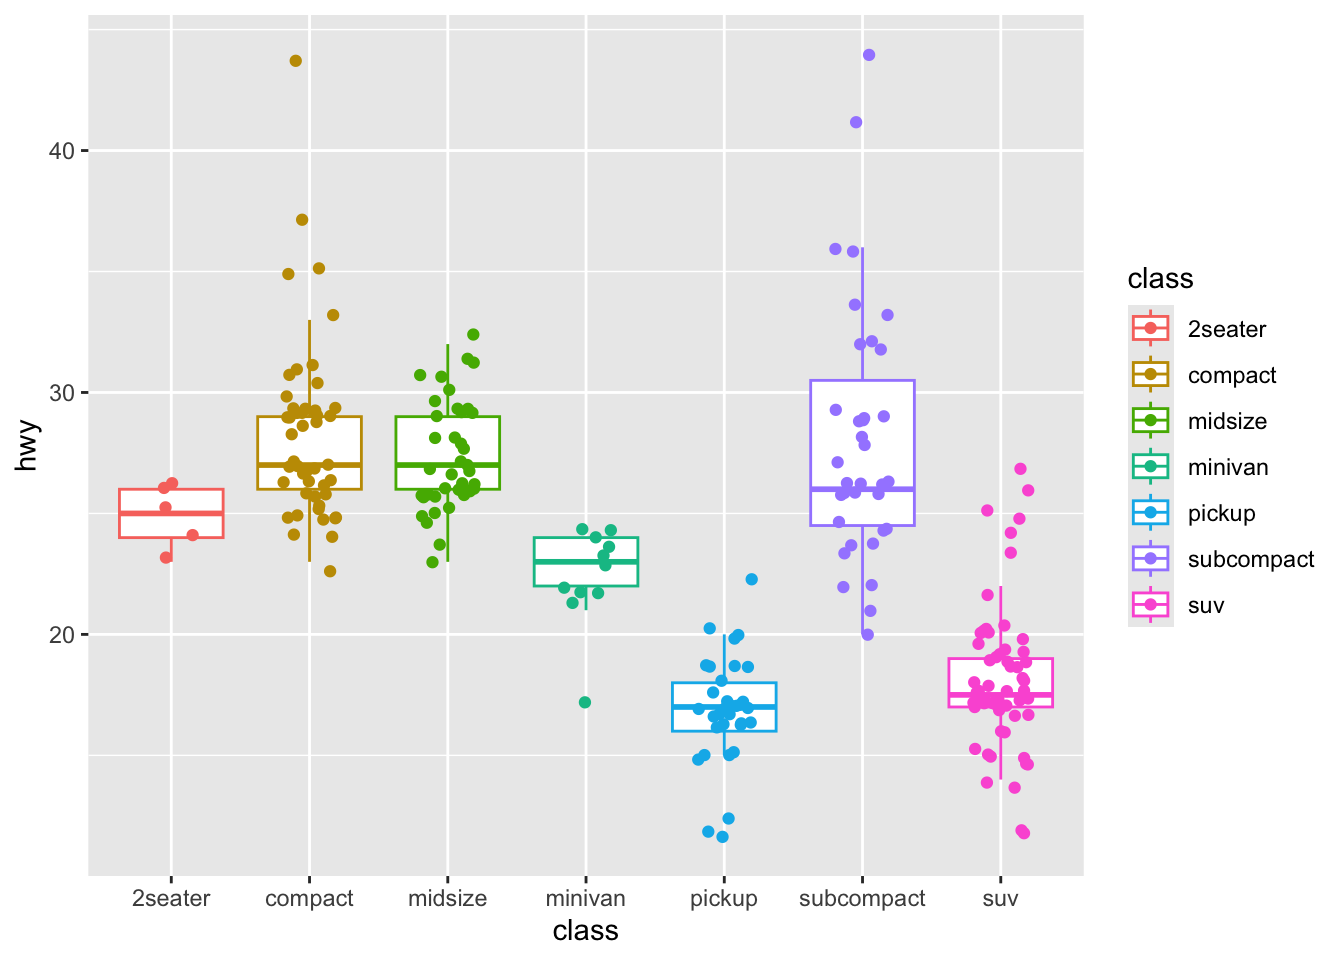 hwy
40
30
20
2seater compact midsize minivan pickup subcompact suv
class
class
2seater
compact
midsize
minivan
pickup
subcompact
suv